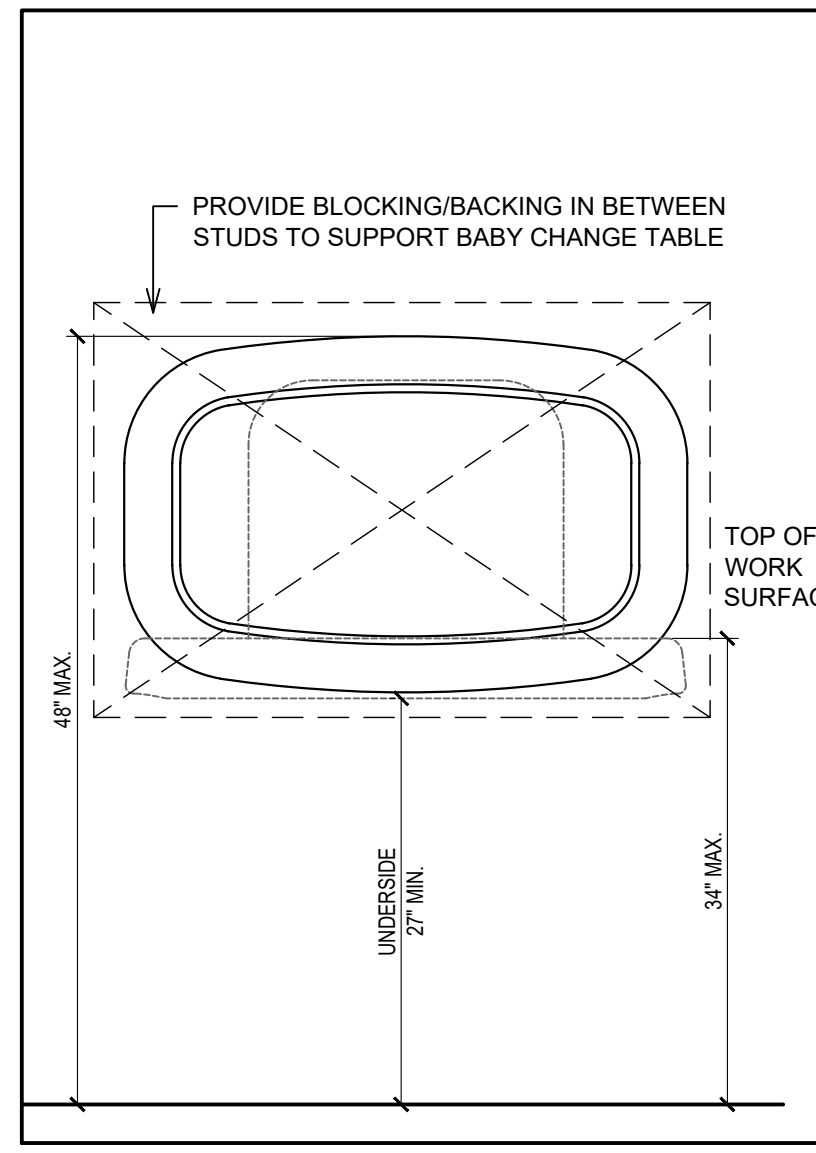 PROVIDE BLOCKING/BACKING IN BETWEEN
STUDS TO SUPPORT BABY CHANGE TABLE
TOP OF
WORK
48" MAX.
UNDERSIDE
27" MIN.
34" MAX.